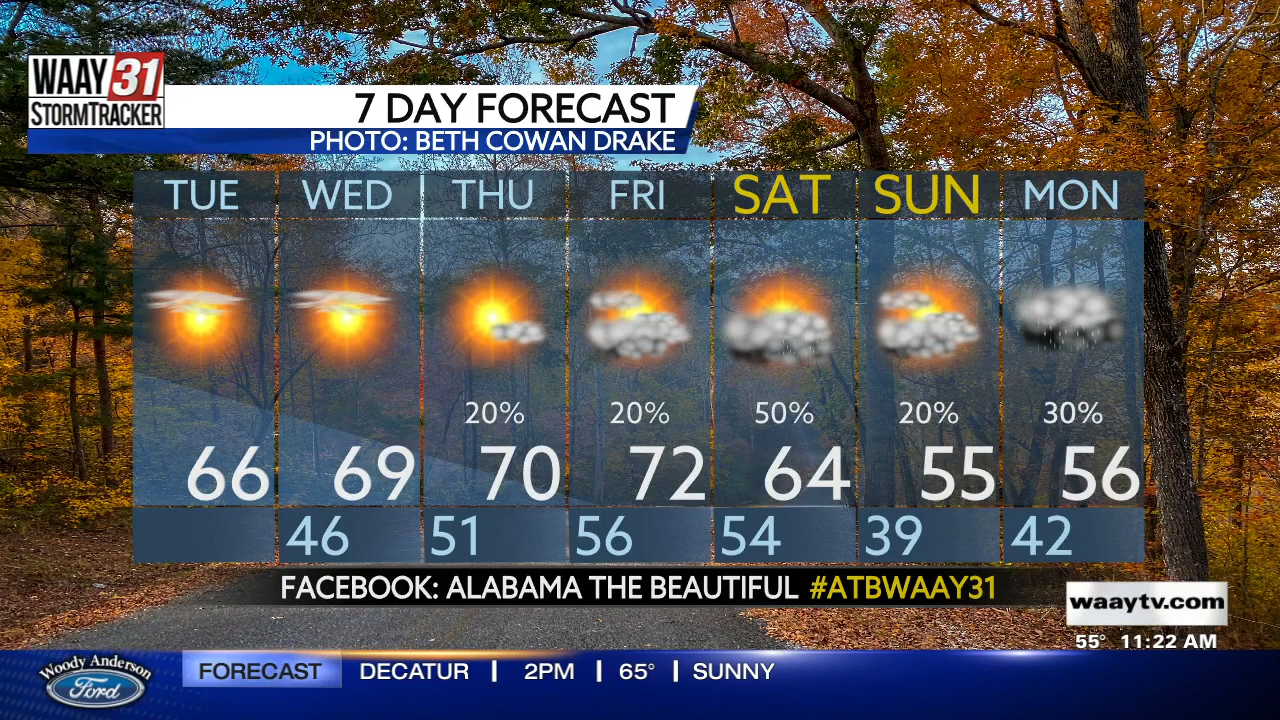 WAAY 31
STORMTRACKER
7 DAY FORECAST
PHOTO: BETH COWAN DRAKE
TUE WED THU FRI SAT SUN MON
20% 20% 50% 20% 30%
66 69 70 72 64 55 56
46 51 56 54 39 42
FACEBOOK: ALABAMA THE BEAUTIFUL #ATBWAAY31
waaytv.com
55° 11:22 AM
Woody Anderson
Ford
FORECAST DECATUR | 2PM | 65° | SUNNY